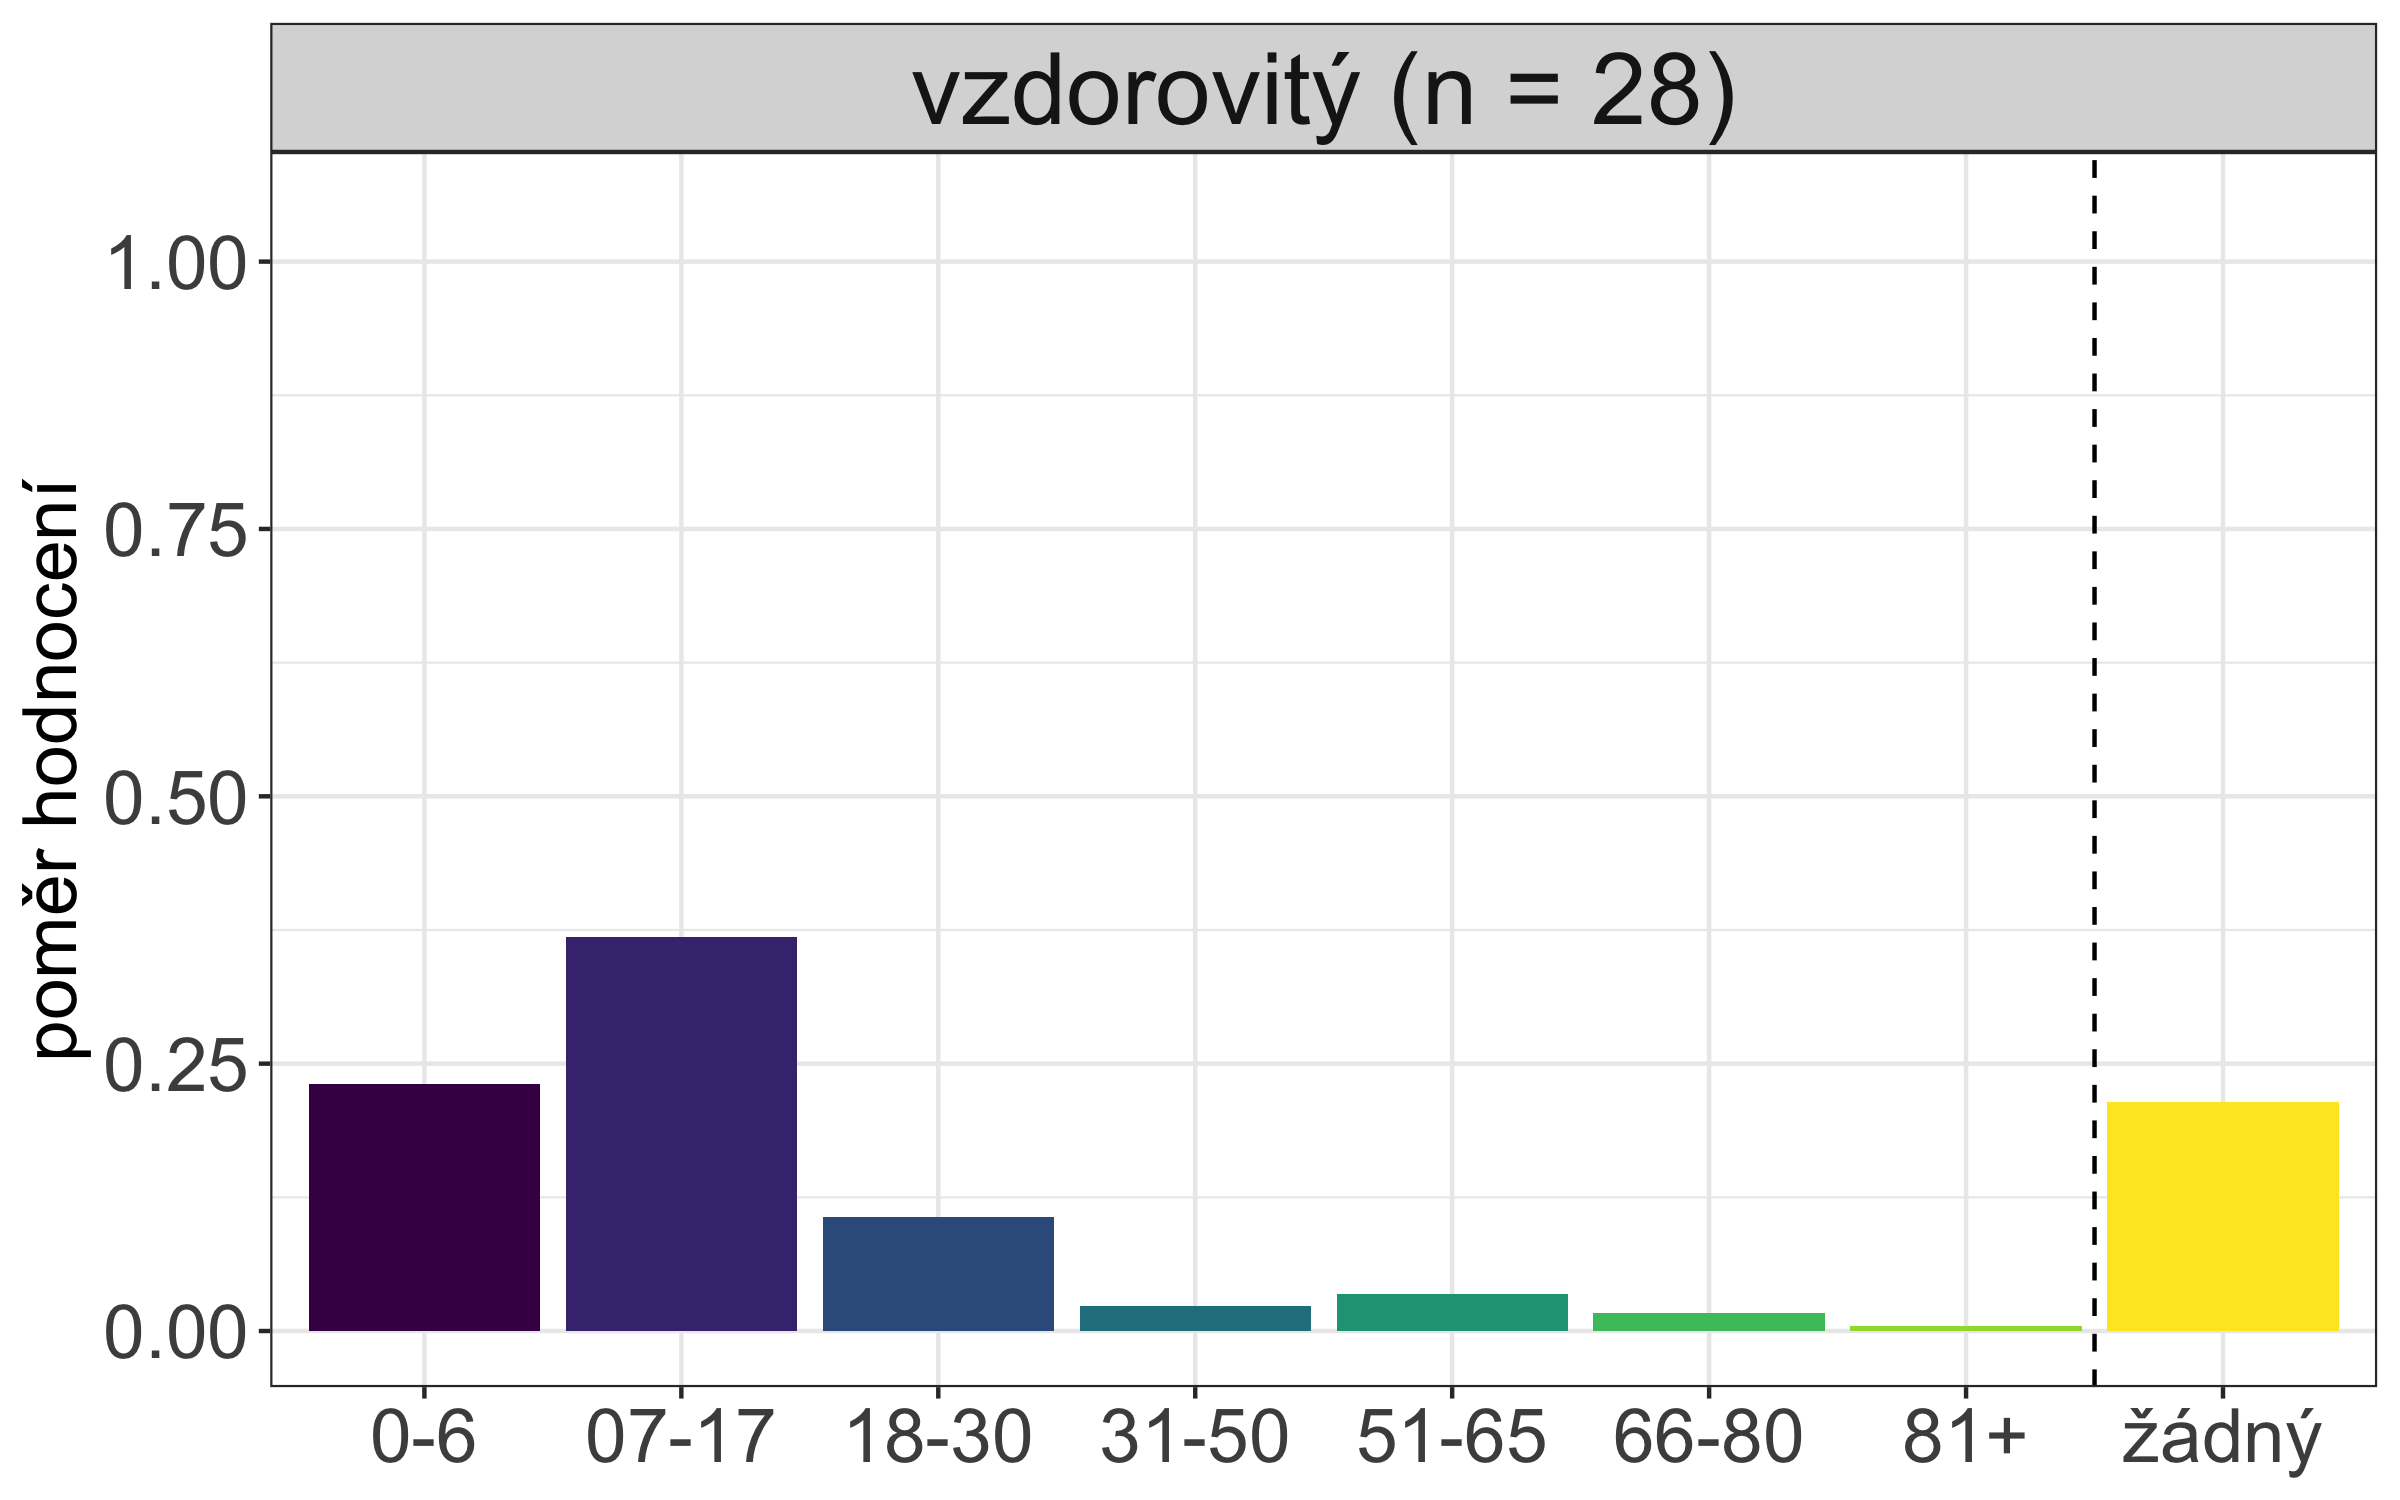 vzdorovitý (n = 28)
poměr hodnocení
1.00
0.75
0.50
0.25
0.00
0-6 07-17 18-30 31-50 51-65 66-80 81+ žádný